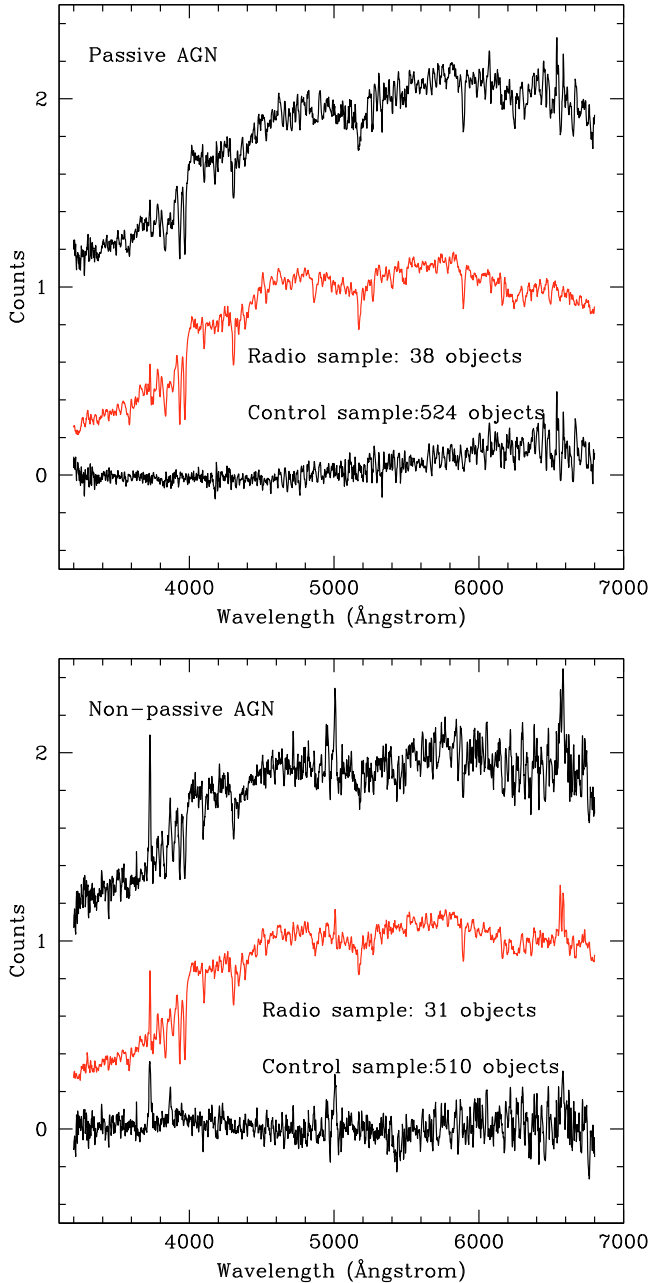 Passive AGN
2
1
0
Counts
Radio sample: 38 objects
Control sample:524 objects
4000 5000 6000 7000
Wavelength (Ångstrom)
Non-passive AGN
2
1
0
Counts
Radio sample: 31 objects
Control sample:510 objects
4000 5000 6000 7000
Wavelength (Ångstrom)